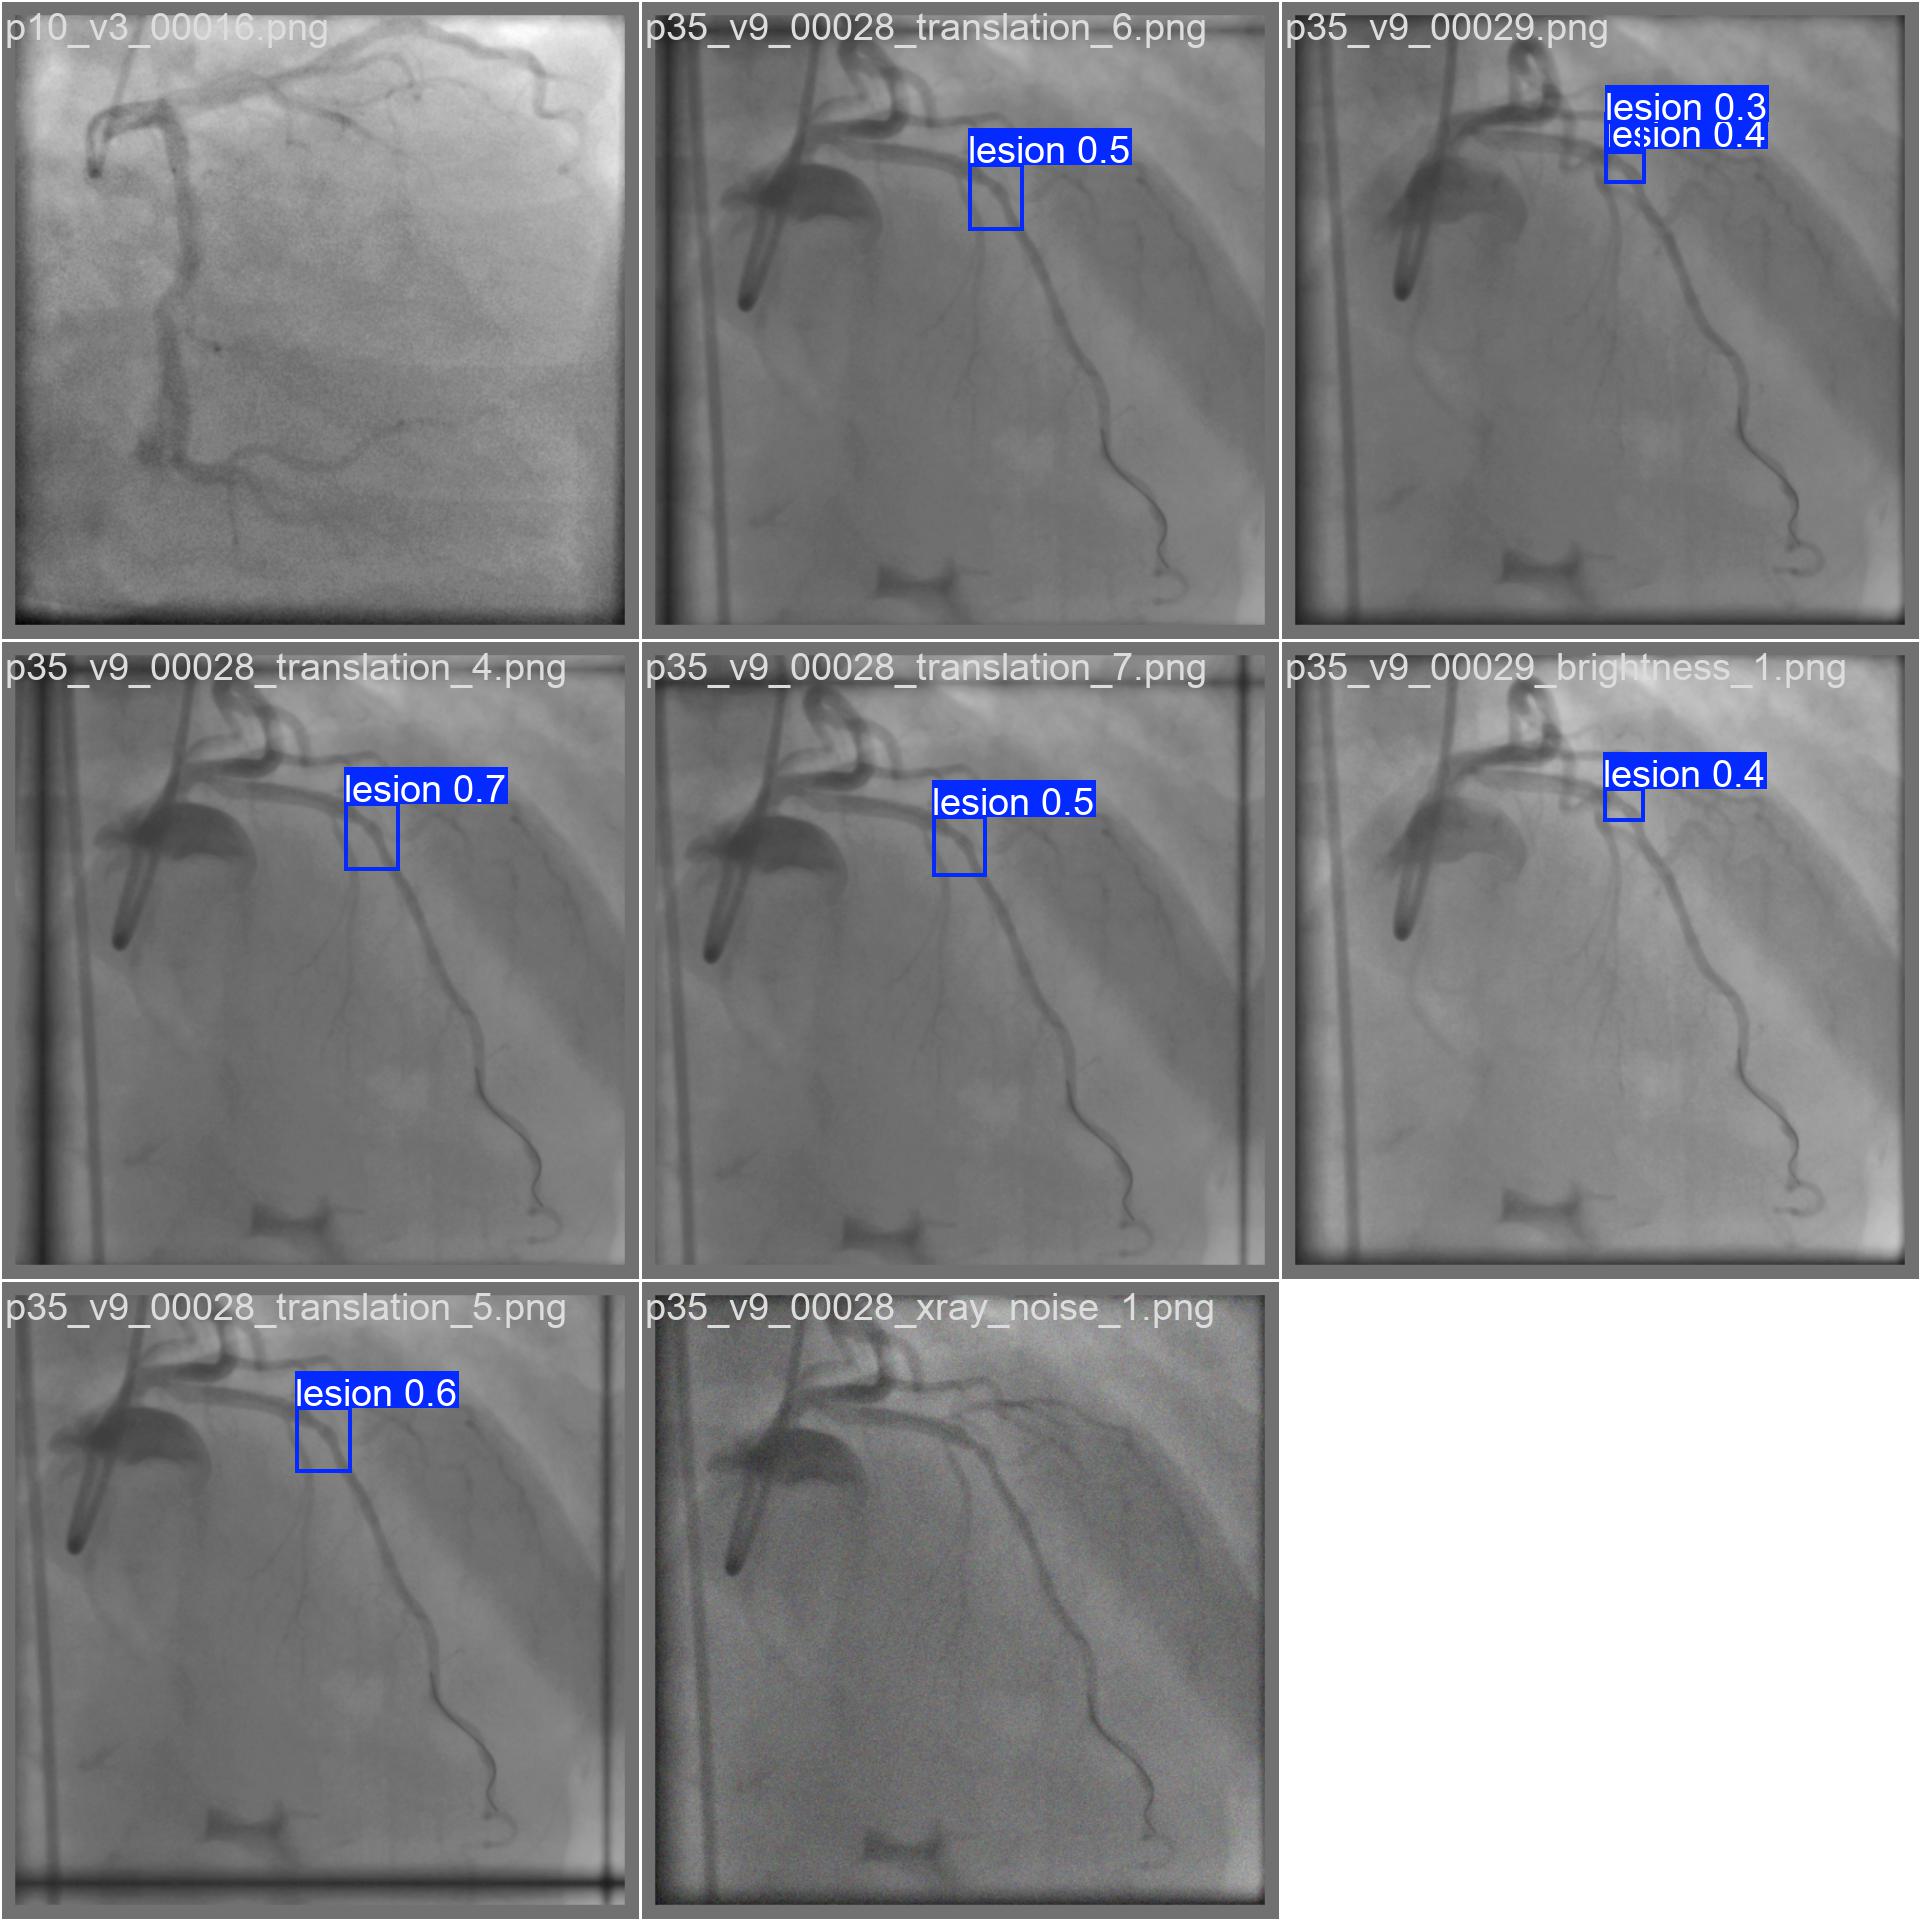 p10_v3_00016.png
p35_v9_00028_translation_6.png
lesion 0.5
p35_v9_00029.png
lesion 0.3
lesion 0.4
p35_v9_00028_translation_4.png
lesion 0.7
p35_v9_00028_translation_7.png
lesion 0.5
p35_v9_00029_brightness_1.png
lesion 0.4
p35_v9_00028_translation_5.png
lesion 0.6
p35_v9_00028_xray_noise_1.png